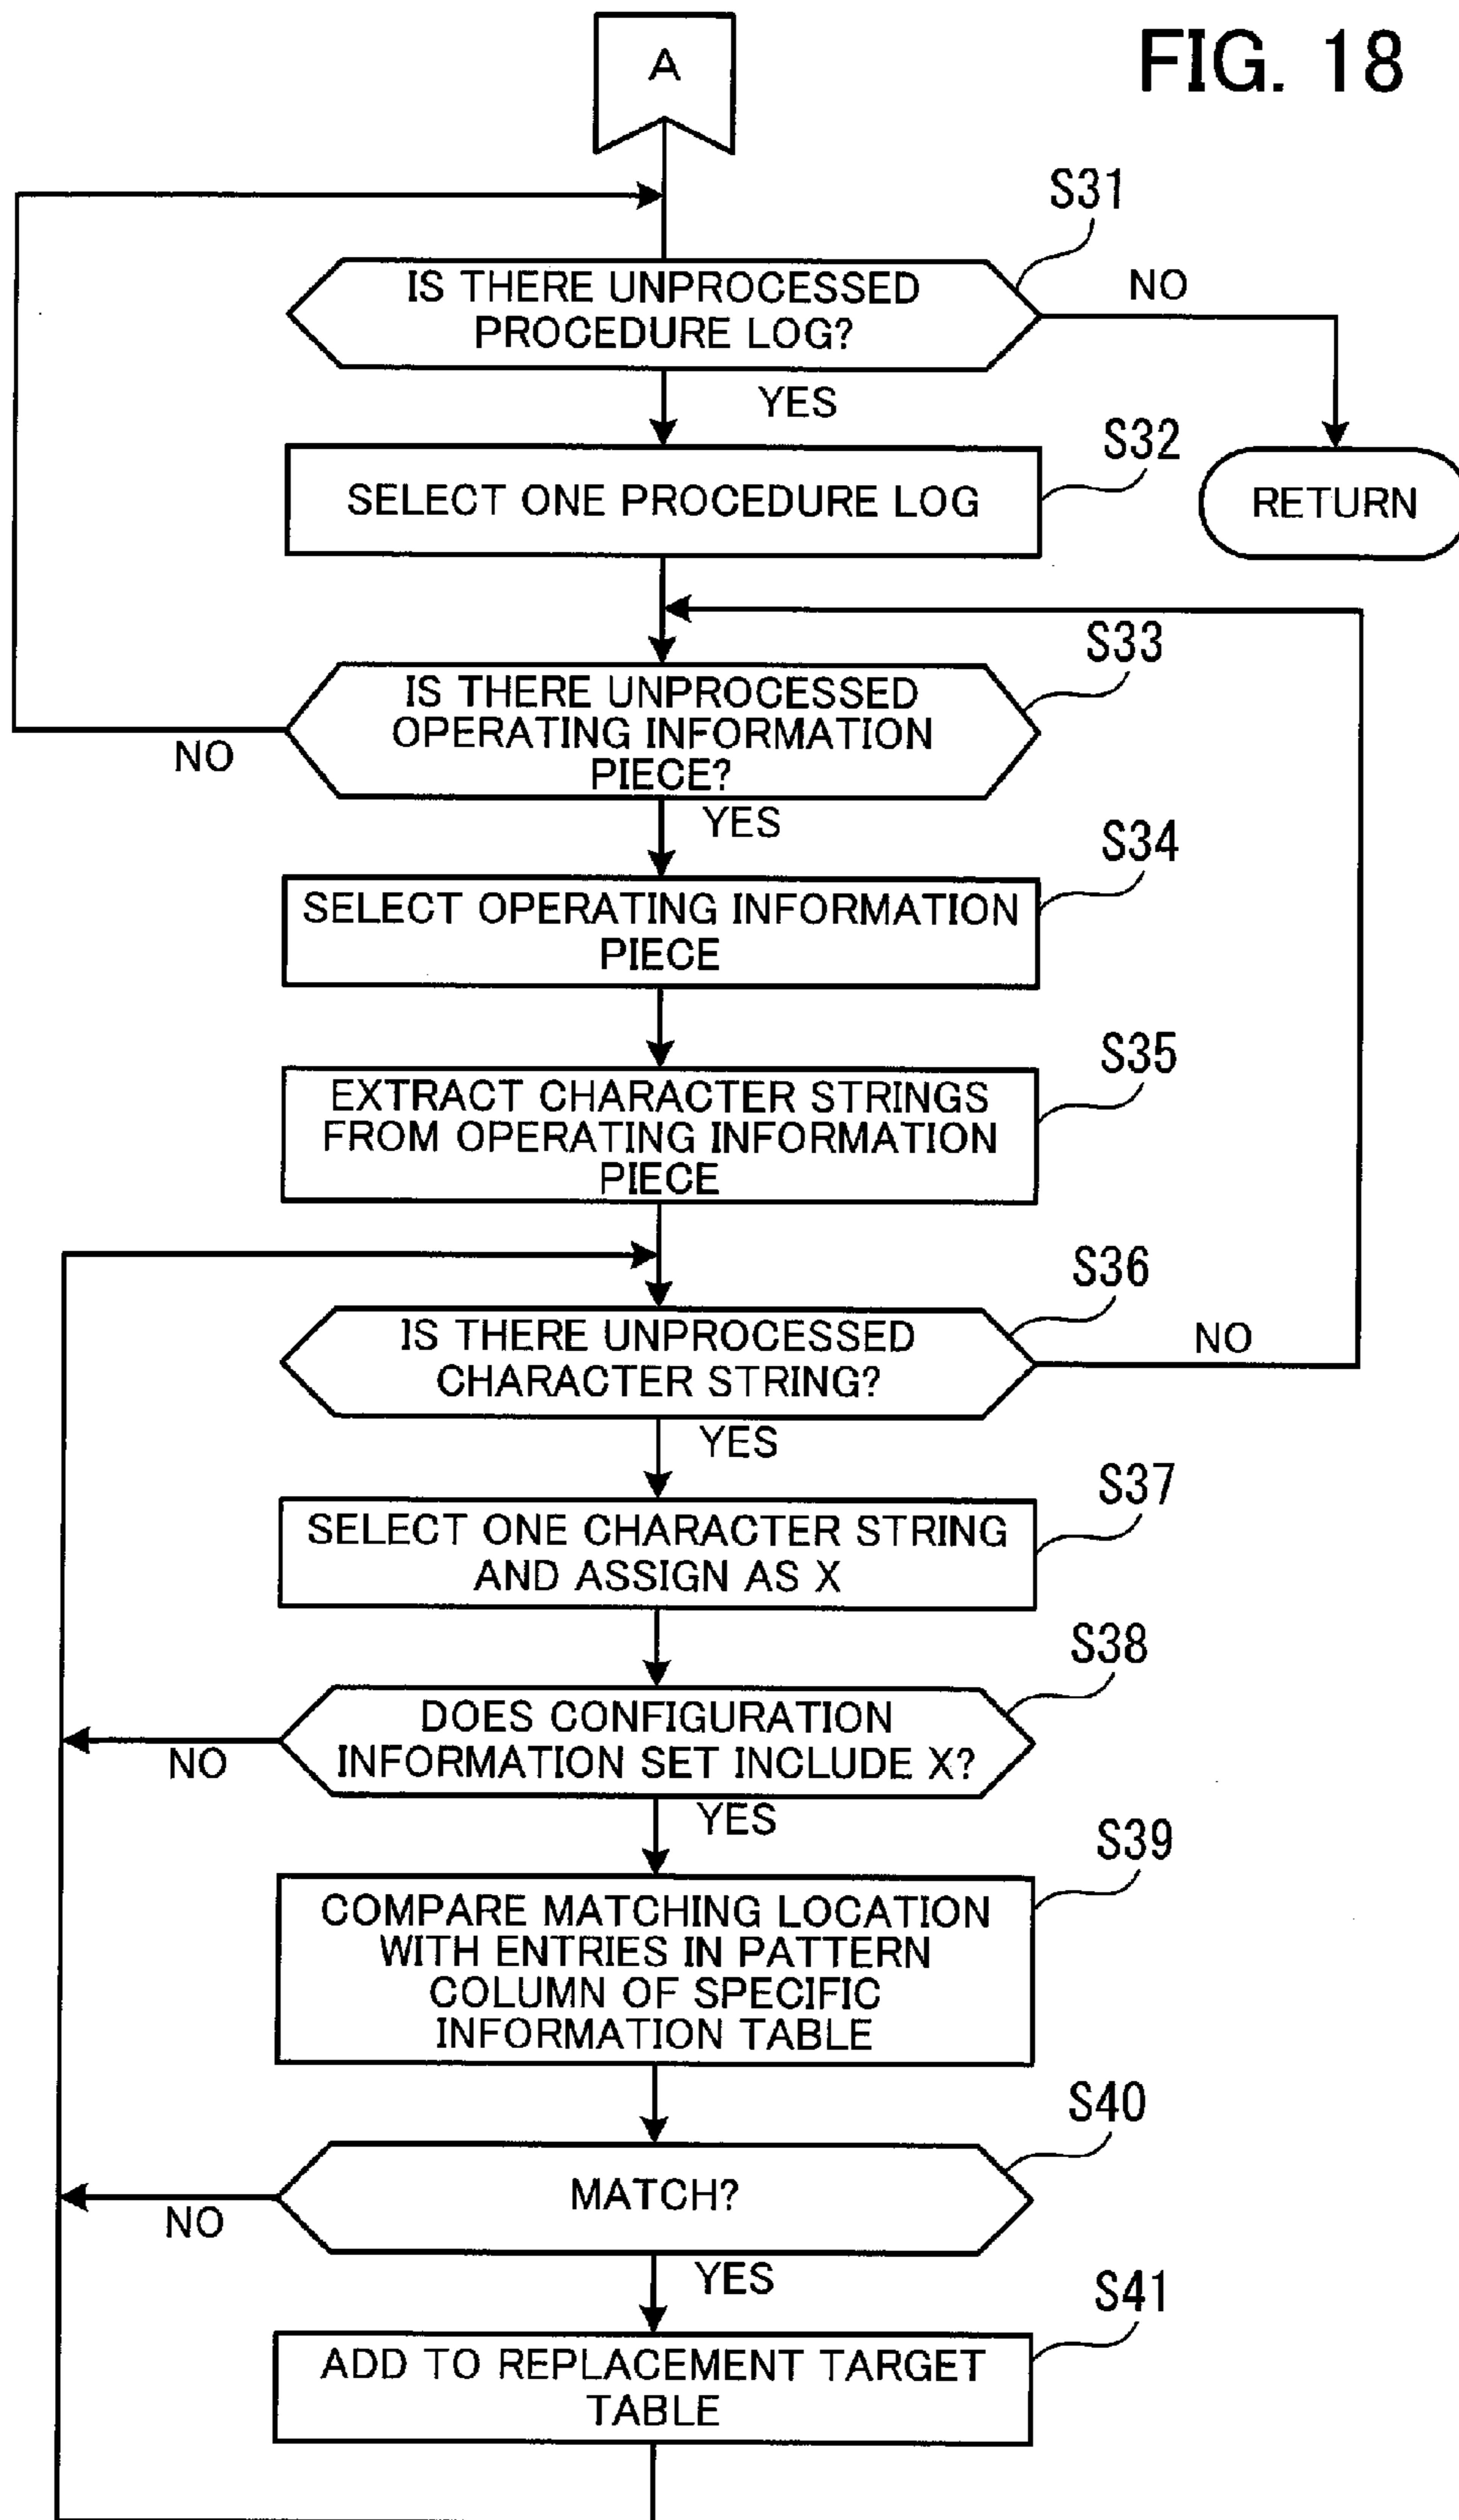 FIG. 18
A
S31
IS THERE UNPROCESSED
PROCEDURE LOG?
NO
YES
S32
SELECT ONE PROCEDURE LOG
RETURN
S33
IS THERE UNPROCESSED
OPERATING INFORMATION
PIECE?
NO
YES
S34
SELECT OPERATING INFORMATION
PIECE
S35
EXTRACT CHARACTER STRINGS
FROM OPERATING INFORMATION
PIECE
S36
IS THERE UNPROCESSED
CHARACTER STRING?
NO
YES
S37
SELECT ONE CHARACTER STRING
AND ASSIGN AS X
S38
DOES CONFIGURATION
INFORMATION SET INCLUDE X?
NO
YES
S39
COMPARE MATCHING LOCATION
WITH ENTRIES IN PATTERN
COLUMN OF SPECIFIC
INFORMATION TABLE
S40
MATCH?
NO
YES
S41
ADD TO REPLACEMENT TARGET
TABLE